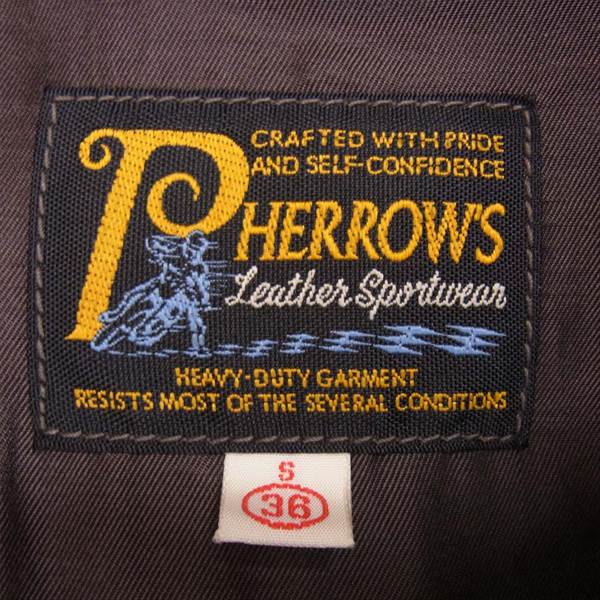 CRAFTED WITH PRIDE
AND SELF-CONFIDENCE
PHERROW'S
Leather Sportwear
HEAVY-DUTY GARMENT
RESISTS MOST OF THE SEVERAL CONDITIONS
S
36